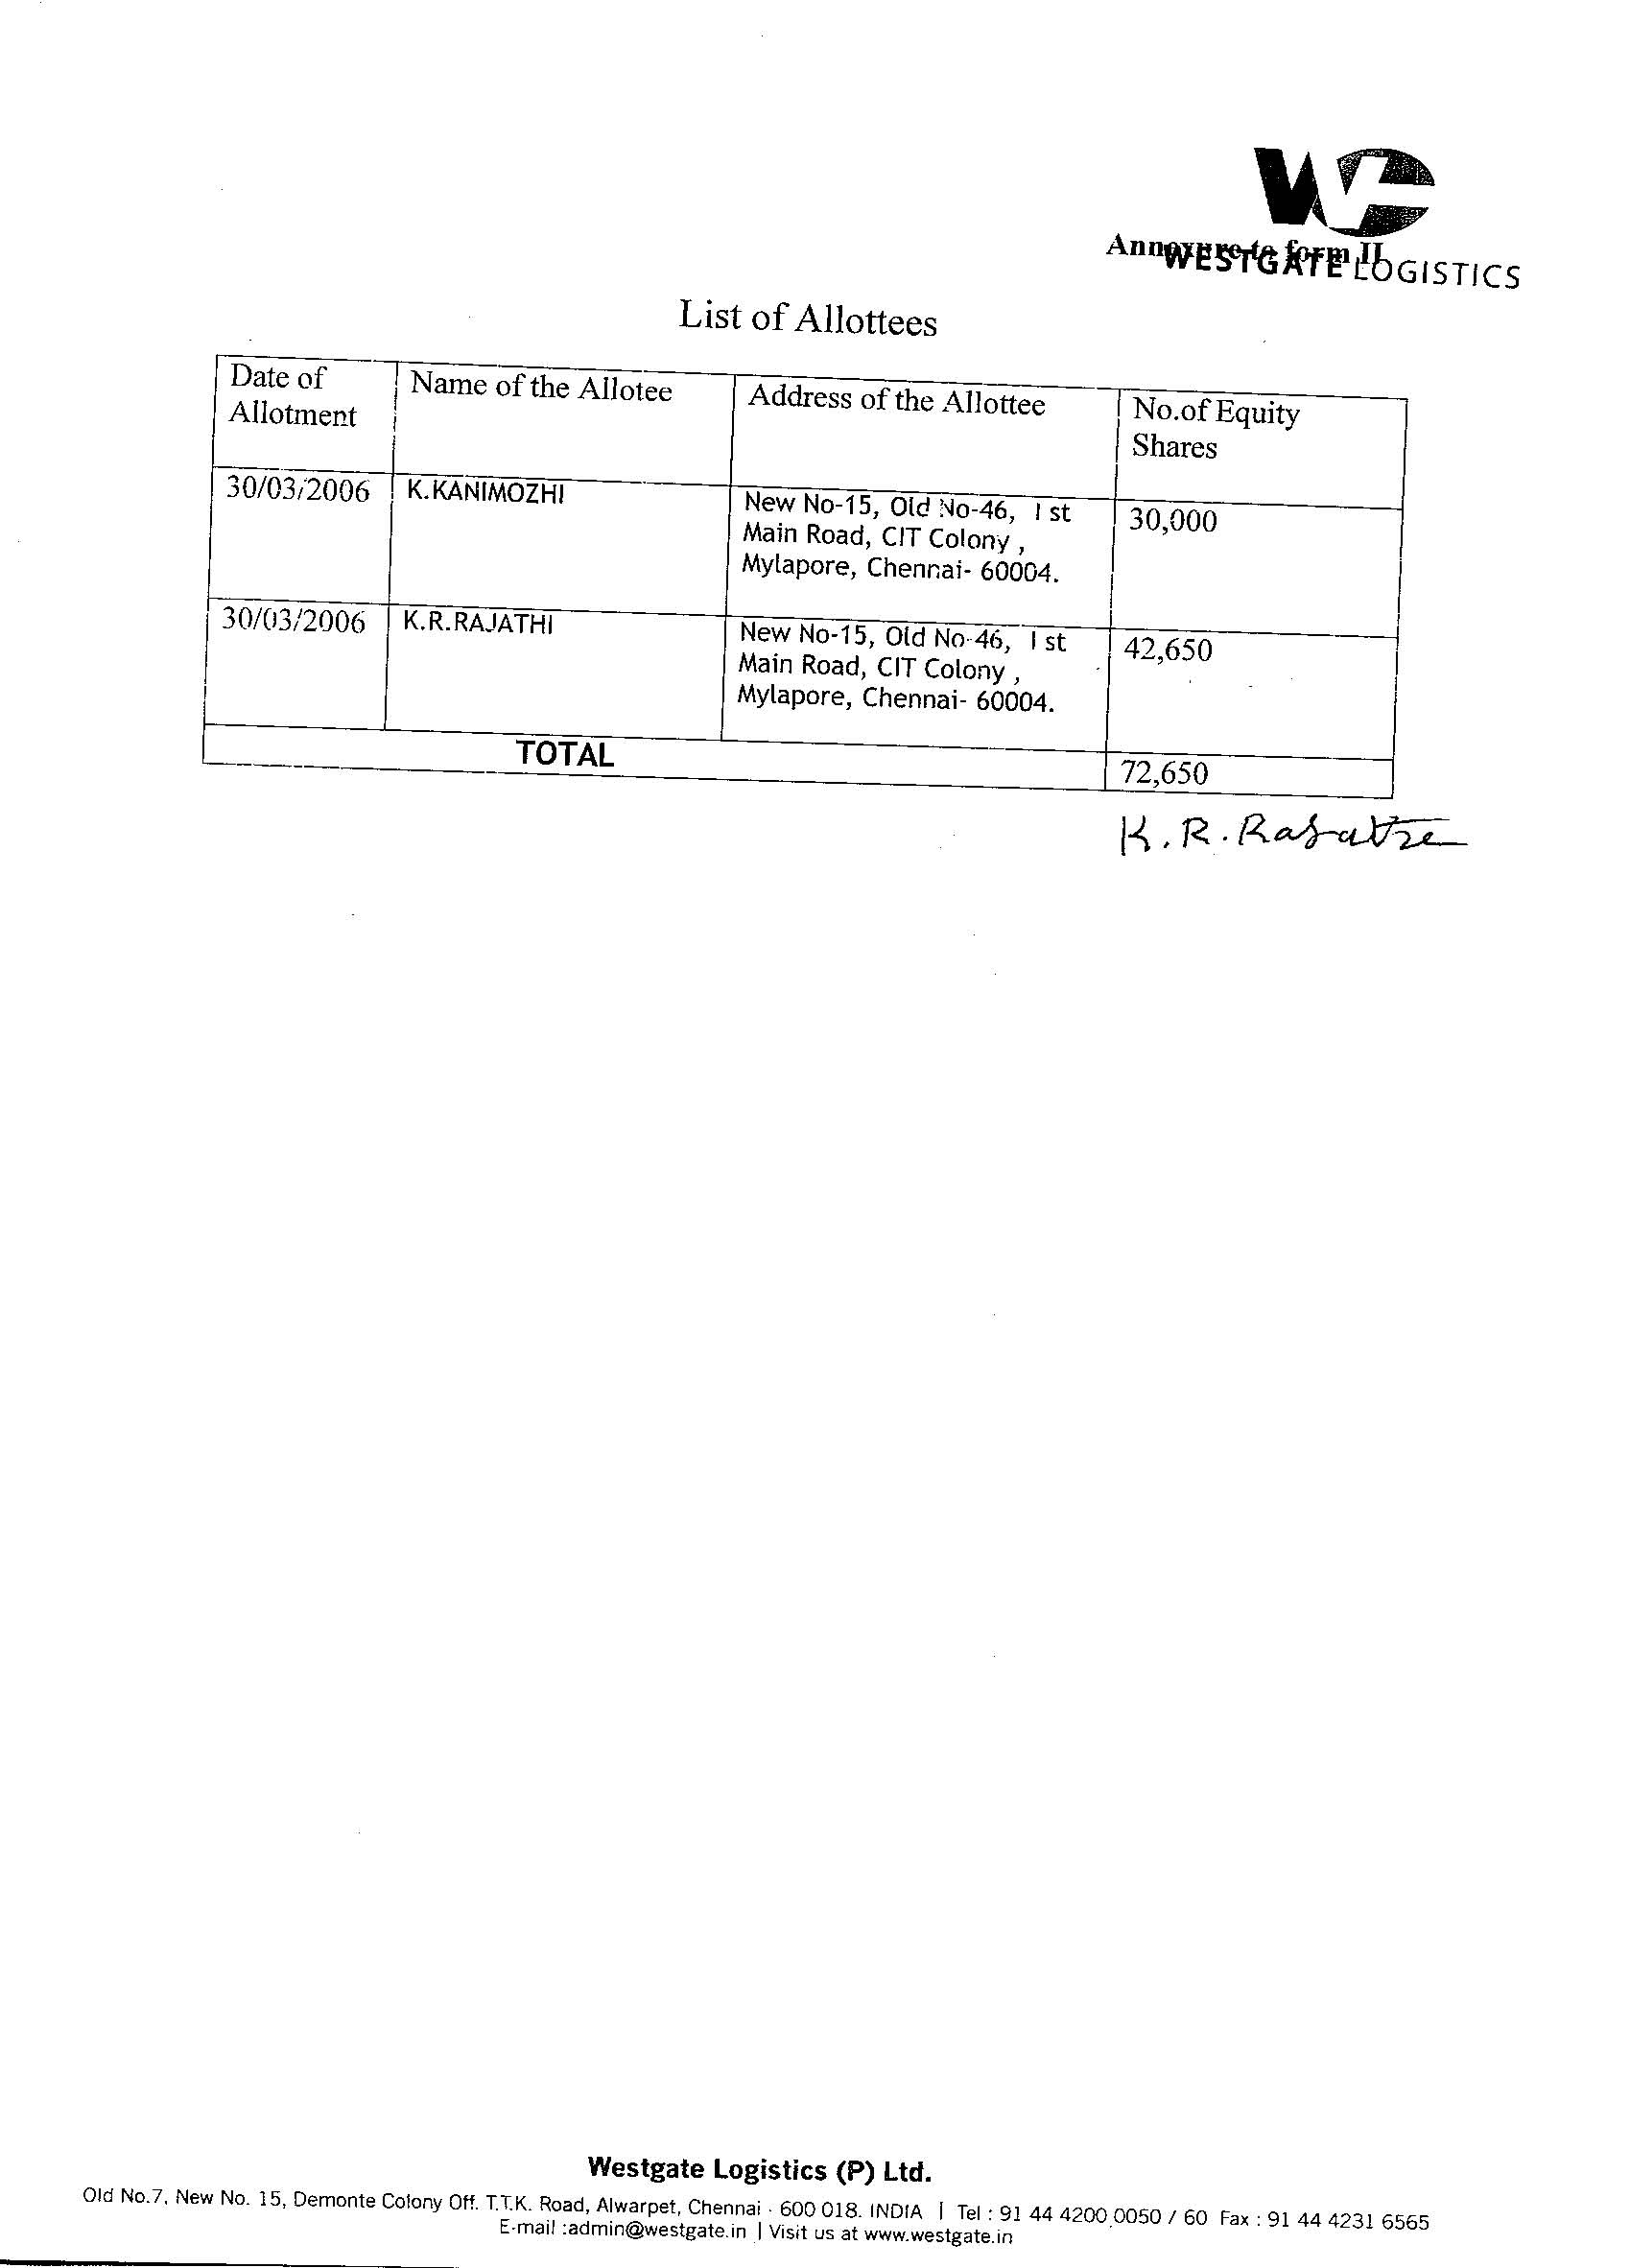 Annexure to form II
WESTGATE LOGISTICS
List of Allottees
Date of
Allotment
Name of the Allotee
Address of the Allottee
No.of Equity
Shares
30/03/2006
K.KANIMOZHI
New No-15, Old No-46, I st
Main Road, CIT Colony ,
Mylapore, Chennai- 60004.
30,000
30/03/2006
K.R.RAJATHI
New No-15, Old No-46, I st
Main Road, CIT Colony ,
Mylapore, Chennai- 60004.
42,650
TOTAL
72,650
K. R. Rajathi
Westgate Logistics (P) Ltd.
Old No.7, New No. 15, Demonte Colony Off. T.T.K. Road, Alwarpet, Chennai - 600 018. INDIA | Tel : 91 44 4200 0050 / 60 Fax : 91 44 4231 6565
E-mail :admin@westgate.in | Visit us at www.westgate.in